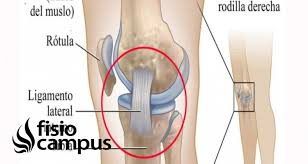 del muslo)
rodilla derecha
Rótula
Ligamento
lateral
fisio
campus